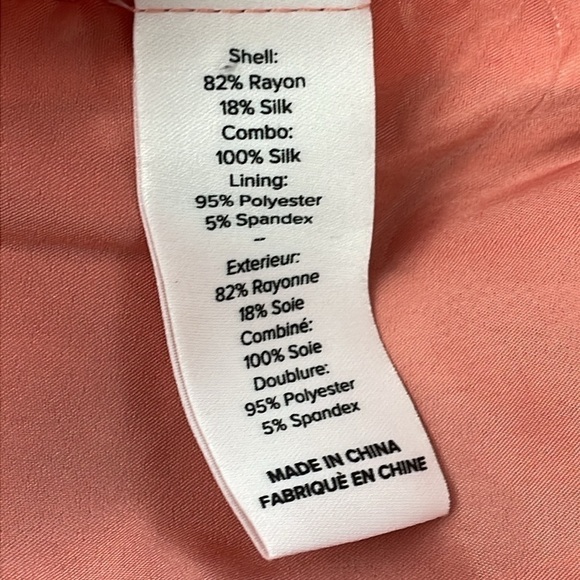 Shell:
82% Rayon
18% Silk
Combo:
100% Silk
Lining:
95% Polyester
5% Spandex
–
Exterieur:
82% Rayonne
18% Soie
Combiné:
100% Soie
Doublure:
95% Polyester
5% Spandex
MADE IN CHINA
FABRIQUÈ EN CHINE